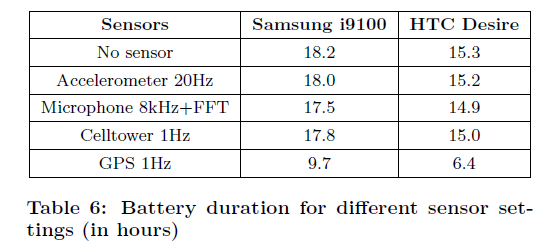 Sensors Samsung i9100 HTC Desire
No sensor 18.2 15.3
Accelerometer 20Hz 18.0 15.2
Microphone 8kHz+FFT 17.5 14.9
Celltower 1Hz 17.8 15.0
GPS 1Hz 9.7 6.4
Table 6: Battery duration for different sensor set-
tings (in hours)